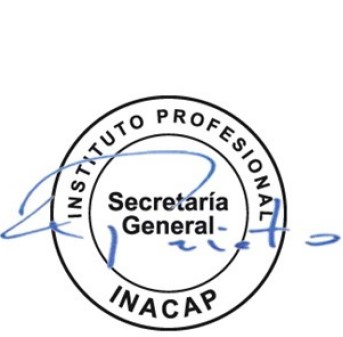 INSTITUTO PROFESIONAL
Secretaría
General
INACAP